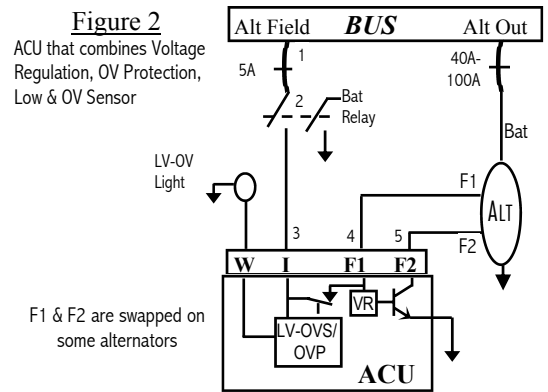 Figure 2
ACU that combines Voltage
Regulation, OV Protection,
Low & OV Sensor
Alt Field BUS Alt Out
5A
1
40A-
100A
2
Bat
Relay
Bat
LV-OV
Light
F1
ALT
F2
3 4 5
W I F1 F2
VR
LV-OVS/
OVP
ACU
F1 & F2 are swapped on
some alternators